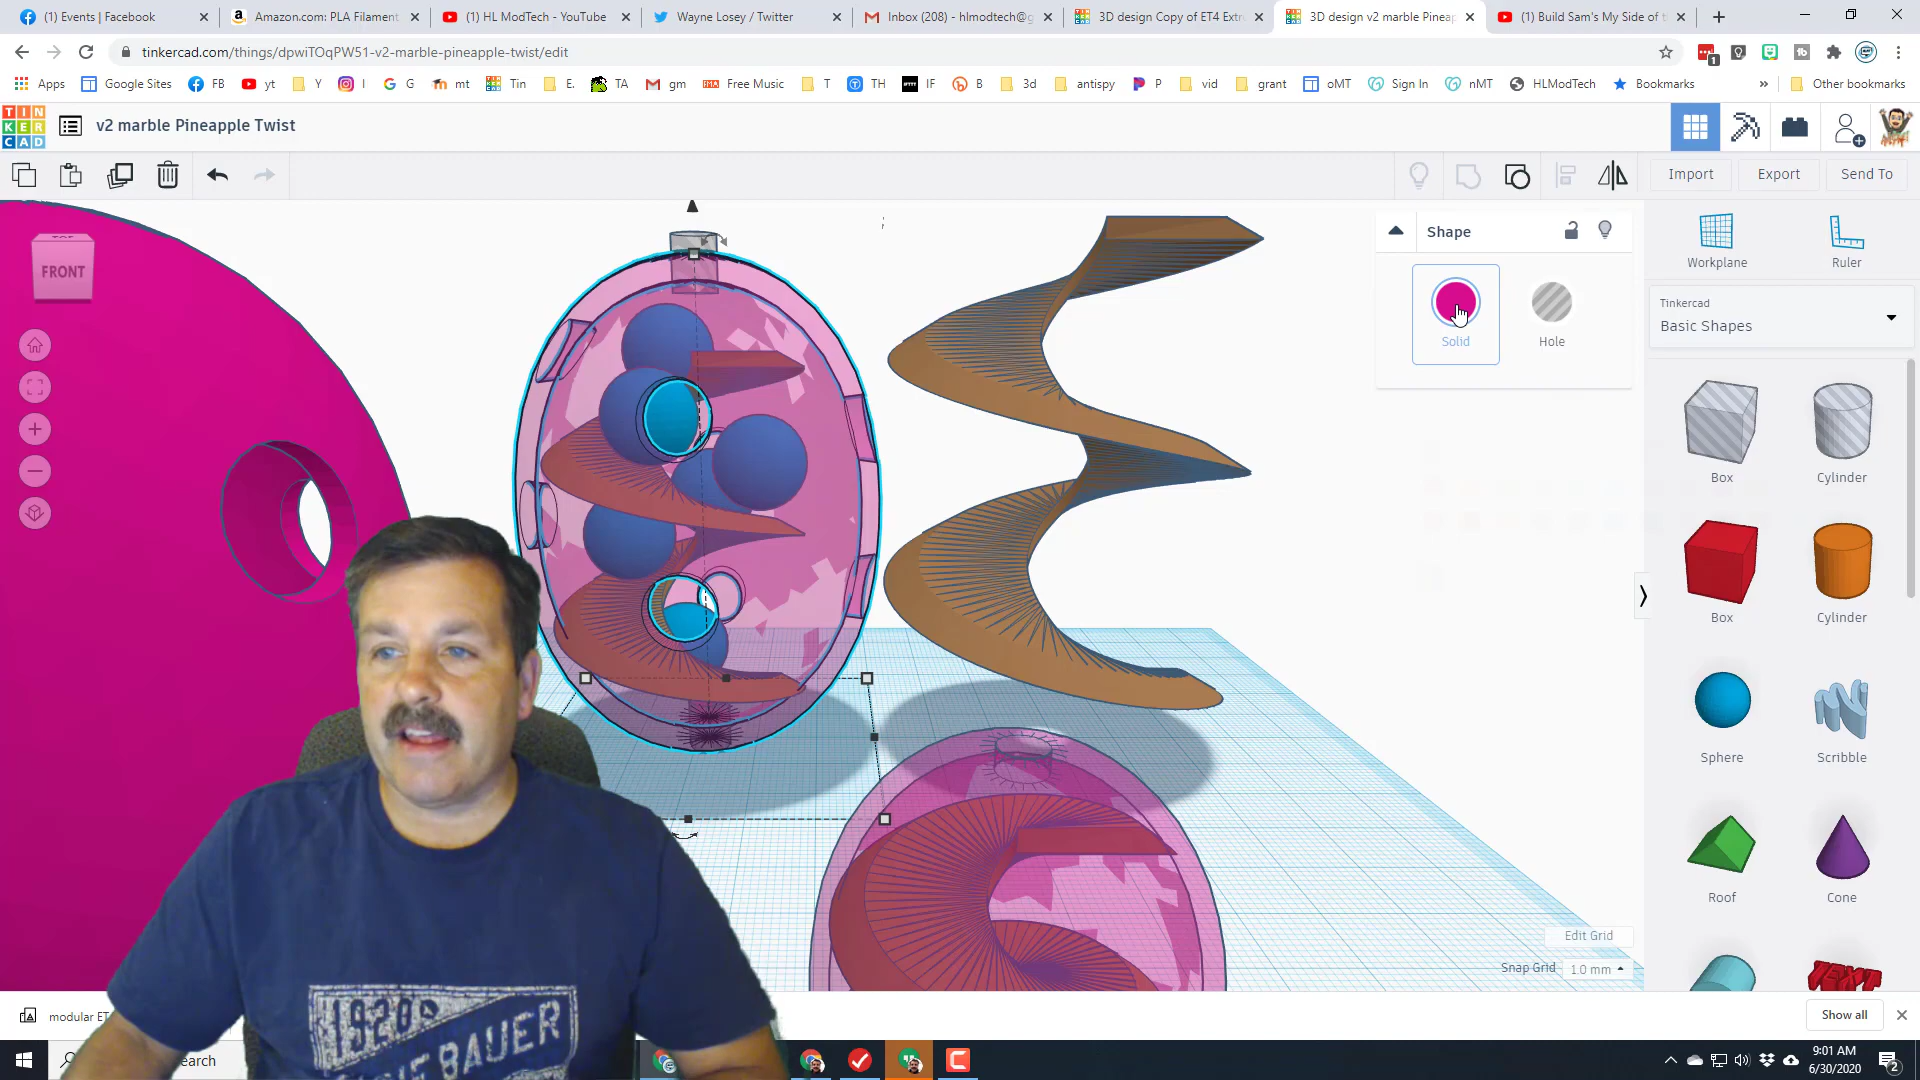 (1) Events | Facebook
Amazon.com: PLA Filament
(1) HL ModTech - YouTube
Wayne Losey / Twitter
Inbox (208) - hlmodtech@g
3D design Copy of ET4 Extr
3D design v2 marble Pineap
(1) Build Sam's My Side of t
tinkercad.com/things/dpwiTOqPW51-v2-marble-pineapple-twist/edit
Apps
Google Sites
FB
yt
Y
I
G
mt
Tin
E.
TA
gm
Free Music
T
TH
IF
B
3d
antispy
P
vid
grant
oMT
Sign In
nMT
HLModTech
Bookmarks
Other bookmarks
TIN
KER
CAD
v2 marble Pineapple Twist
Import
Export
Send To
TOP
FRONT
Shape
Solid
Hole
Workplane
Ruler
Tinkercad
Basic Shapes
Box
Cylinder
Box
Cylinder
Sphere
Scribble
Roof
Cone
TEXT
Edit Grid
Snap Grid
1.0 mm
modular ET
Show all
earch
9:01 AM
6/30/2020
2
1920
DIE BAUER